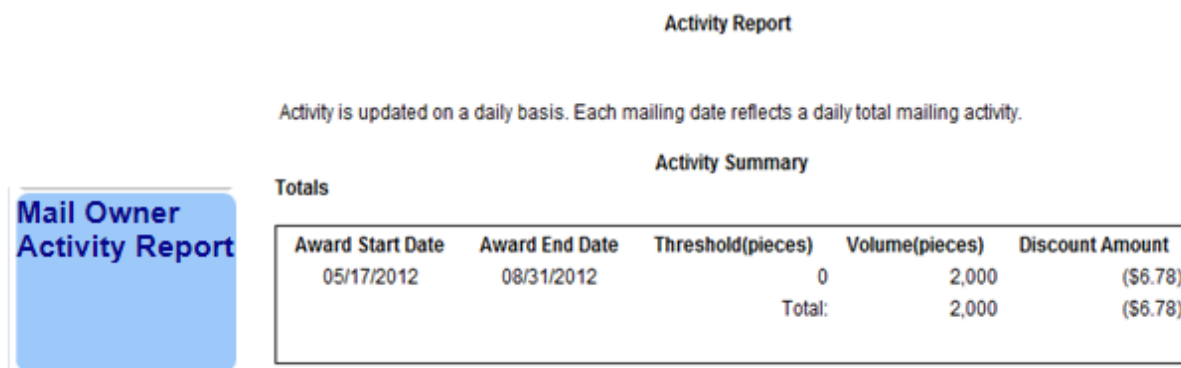 Activity Report
Activity is updated on a daily basis. Each mailing date reflects a daily total mailing activity.
Activity Summary
Totals
Mail Owner
Activity Report
Award Start Date Award End Date Threshold(pieces) Volume(pieces) Discount Amount
05/17/2012 08/31/2012 0 2,000 ($6.78)
Total: 2,000 ($6.78)